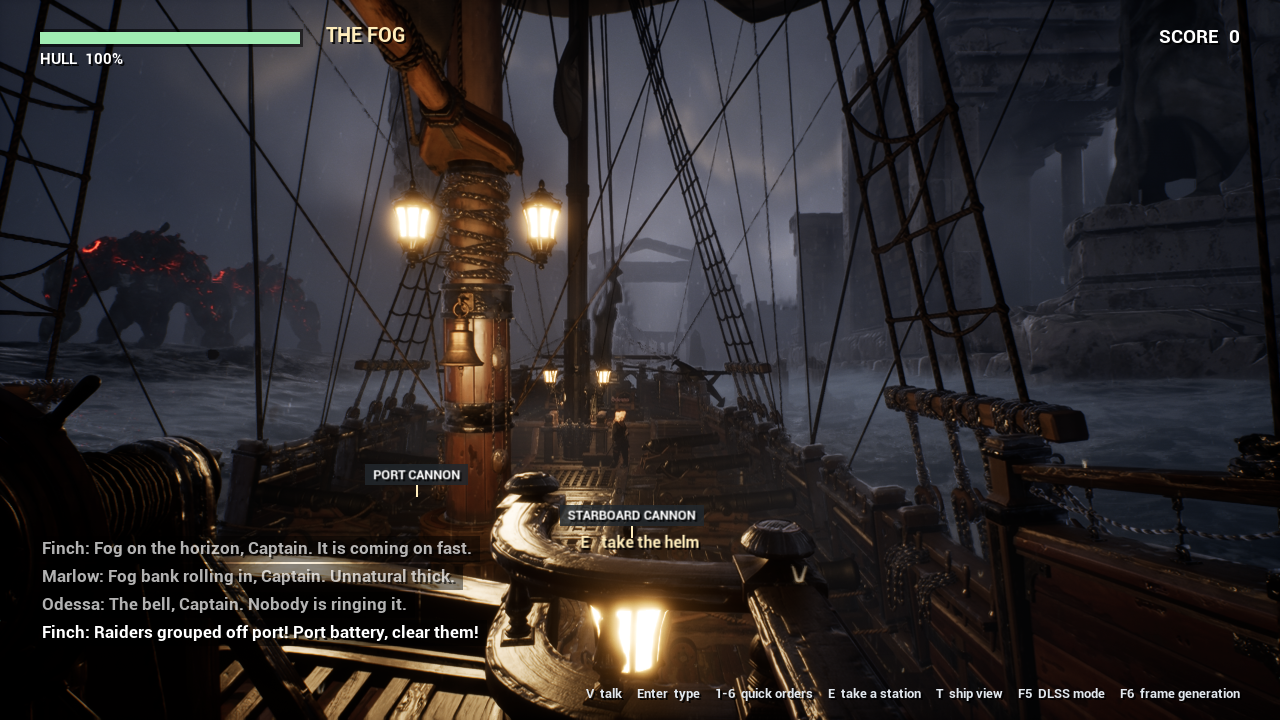 THE FOG
SCORE 0
HULL 100%
PORT CANNON
STARBOARD CANNON
E take the helm
Finch: Fog on the horizon, Captain. It is coming on fast.
Marlow: Fog bank rolling in, Captain. Unnatural thick.
Odessa: The bell, Captain. Nobody is ringing it.
Finch: Raiders grouped off port! Port battery, clear them!
V
V talk Enter type 1-6 quick orders E take a station T ship view F5 DLSS mode F6 frame generation